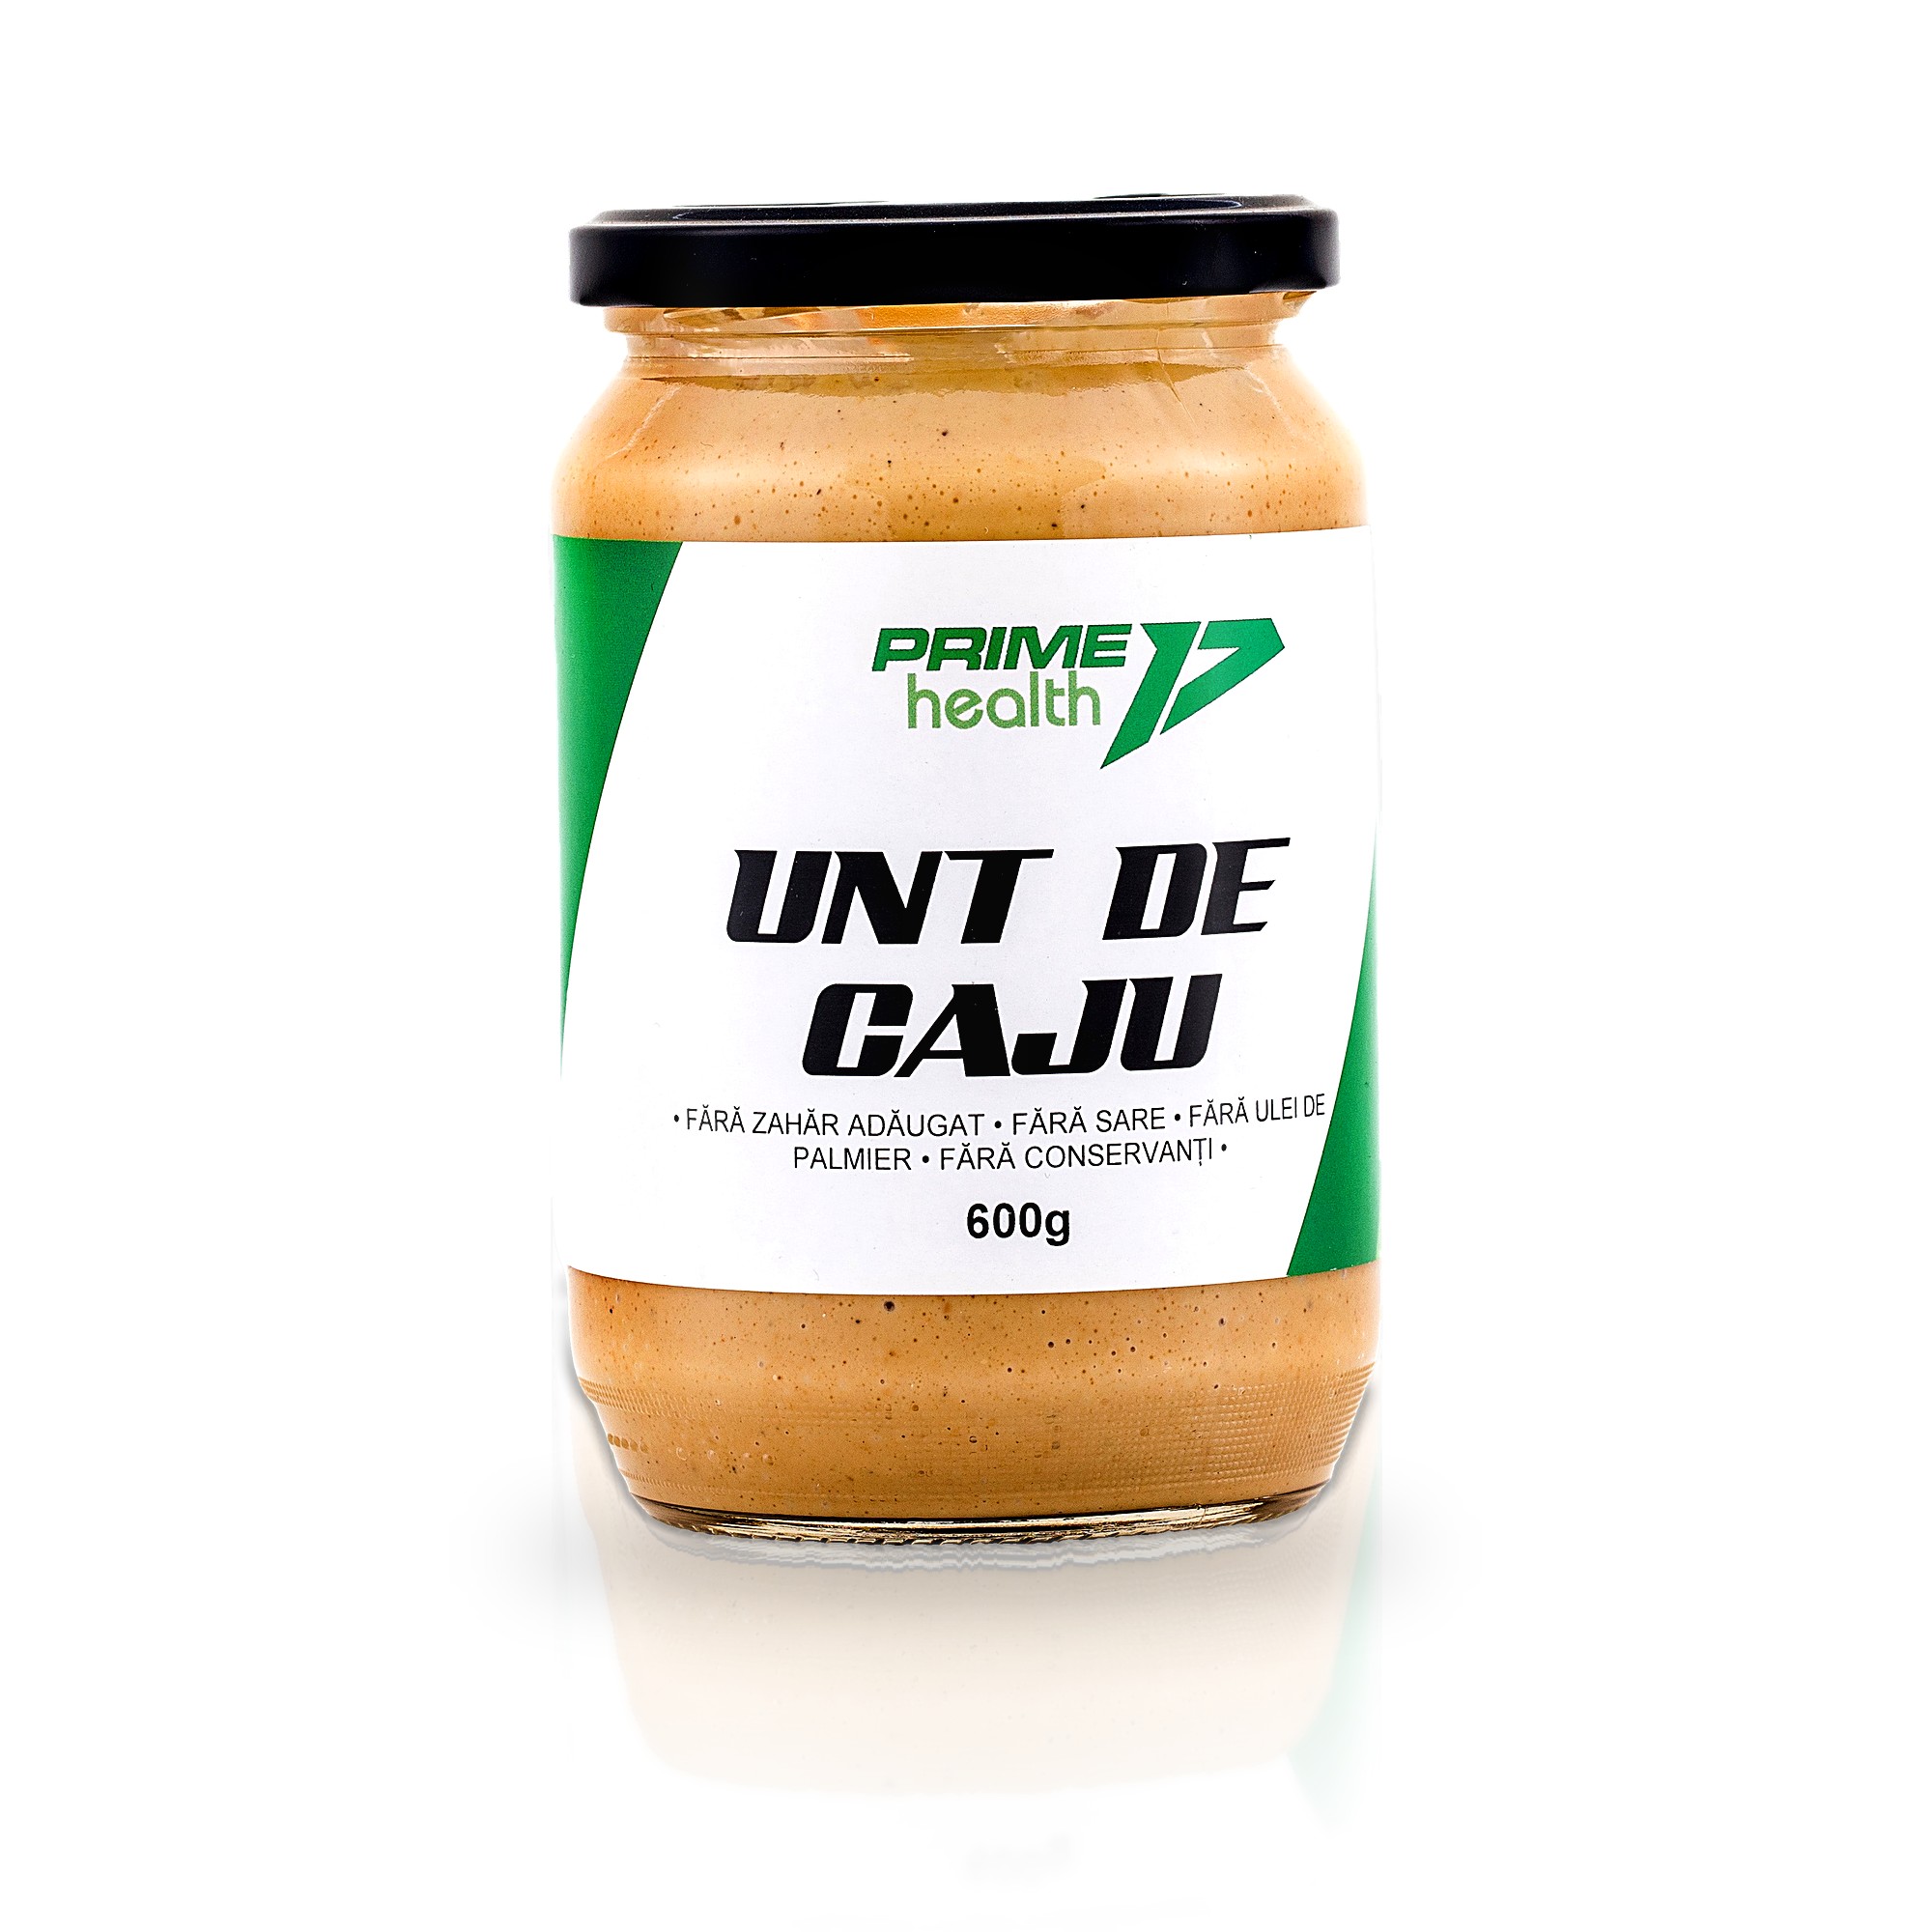 PRIME
health
UNT DE
CAJU
• FĂRĂ ZAHĂR ADĂUGAT • FĂRĂ SARE • FĂRĂ ULEI DE
PALMIER • FĂRĂ CONSERVANȚI •
600g